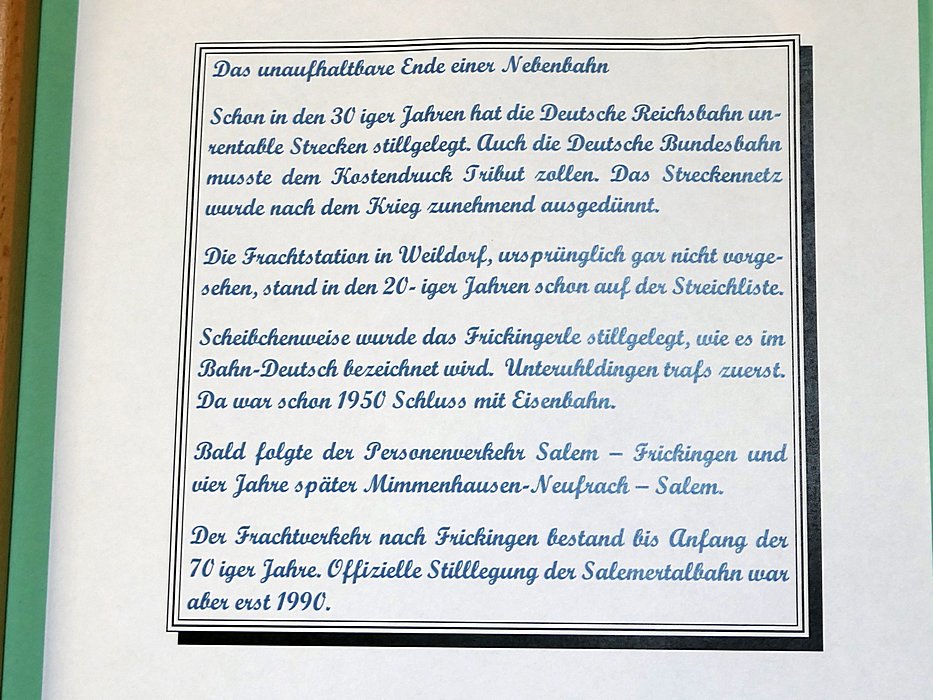 Das unaufhaltbare Ende einer Nebenbahn
Schon in den 30 iger Jahren hat die Deutsche Reichsbahn un-
rentable Strecken stillgelegt. Auch die Deutsche Bundesbahn
musste dem Kostendruck Tribut zollen. Das Streckennetz
wurde nach dem Krieg zunehmend ausgedünnt.
Die Frachtstation in Weildorf, ursprünglich gar nicht vorge-
sehen, stand in den 20- iger Jahren schon auf der Streichliste.
Scheibchenweise wurde das Frickingerle stillgelegt, wie es im
Bahn-Deutsch bezeichnet wird. Unteruhldingen trafs zuerst.
Da war schon 1950 Schluss mit Eisenbahn.
Bald folgte der Personenverkehr Salem – Frickingen und
vier Jahre später Mimmenhausen-Neufrach – Salem.
Der Frachtverkehr nach Frickingen bestand bis Anfang der
70 iger Jahre. Offizielle Stilllegung der Salemertalbahn war
aber erst 1990.